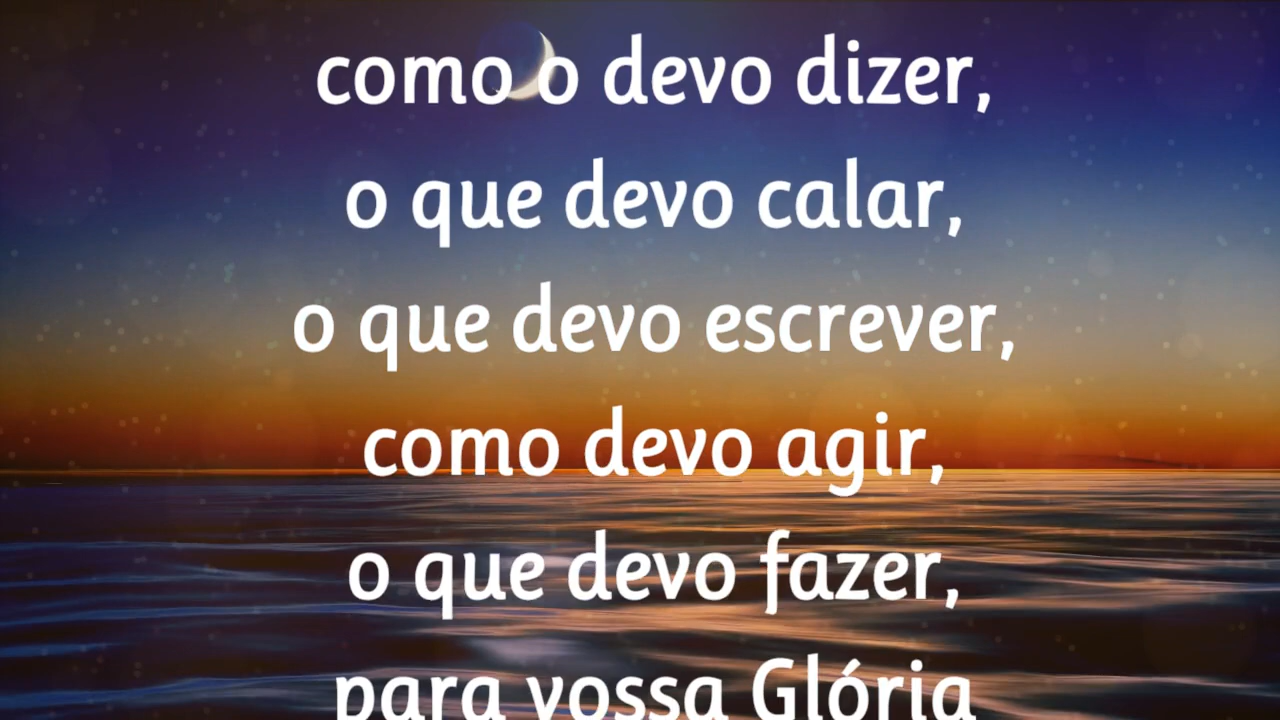 como o devo dizer,
o que devo calar,
o que devo escrever,
como devo agir,
o que devo fazer,
para vossa Glória